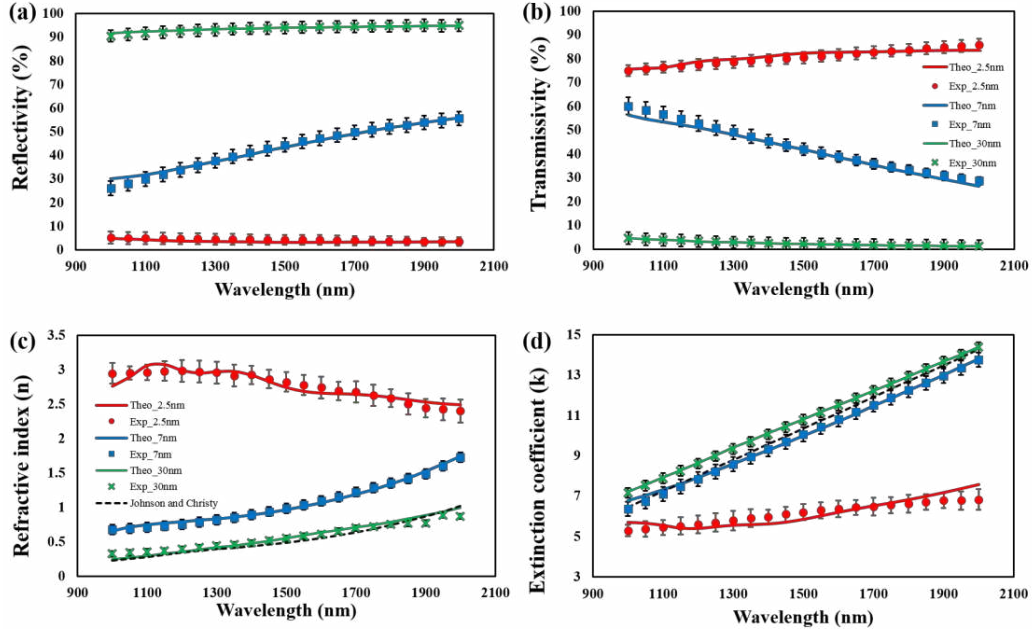 (a)
100
90
80
70
60
50
40
30
20
10
0
Reflectivity (%)
900
1100
1300
1500
1700
1900
2100
Wavelength (nm)
(b)
100
90
80
70
60
50
40
30
20
10
0
Transmissivity (%)
Theo_2.5nm
Exp_2.5nm
Theo_7nm
Exp_7nm
Theo_30nm
Exp_30nm
900
1100
1300
1500
1700
1900
2100
Wavelength (nm)
(c)
3.5
3
2.5
2
1.5
1
0.5
0
Refractive index (n)
Theo_2.5nm
Exp_2.5nm
Theo_7nm
Exp_7nm
Theo_30nm
Exp_30nm
Johnson and Christy
900
1100
1300
1500
1700
1900
2100
Wavelength (nm)
(d)
15
13
11
9
7
5
3
Extinction coefficient (k)
900
1100
1300
1500
1700
1900
2100
Wavelength (nm)